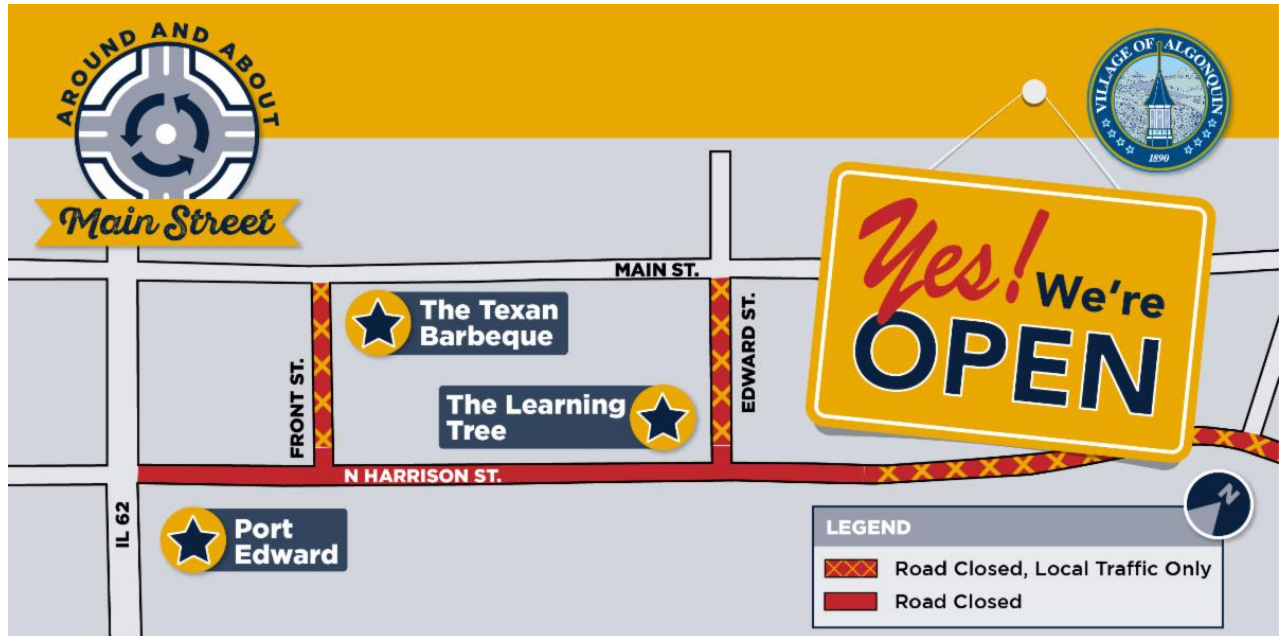 AROUND AND ABOUT
Main Street
VILLAGE OF ALGONQUIN
1890
Yes! We're
OPEN
MAIN ST.
The Texan
Barbeque
FRONT ST.
EDWARD ST.
The Learning
Tree
N HARRISON ST.
IL 62
Port
Edward
N
LEGEND
Road Closed, Local Traffic Only
Road Closed